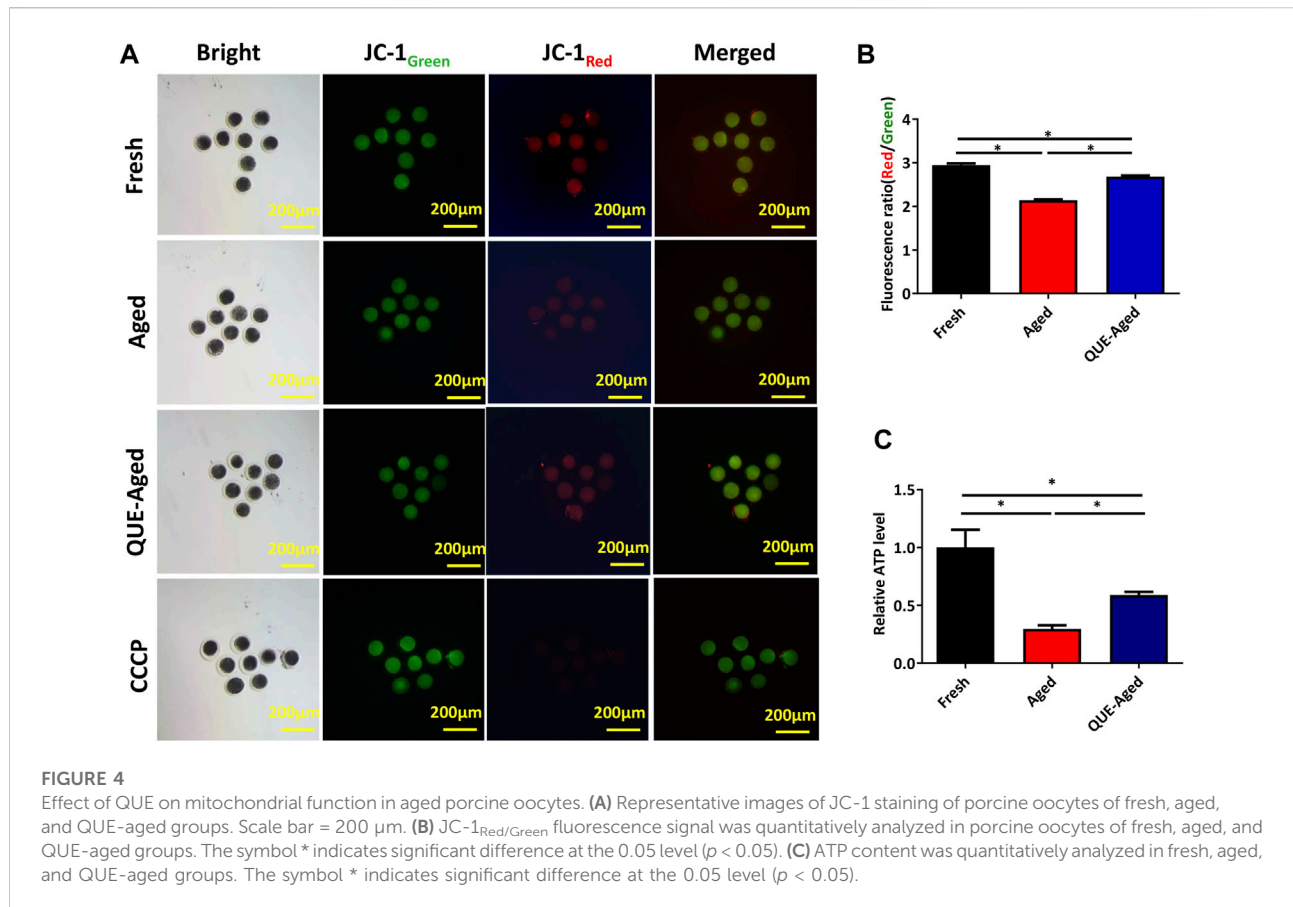 A
Bright
JC-1Green
JC-1Red
Merged
Fresh
200μm
200μm
200μm
200μm
Aged
200μm
200μm
200μm
200μm
QUE-Aged
200μm
200μm
200μm
200μm
CCCP
200μm
200μm
200μm
200μm
B
Fluorescence ratio(Red/Green)
4
3
2
1
0
*
*
*
Fresh
Aged
QUE-Aged
C
Relative ATP level
1.5
1.0
0.5
0.0
*
*
*
Fresh
Aged
QUE-Aged
FIGURE 4
Effect of QUE on mitochondrial function in aged porcine oocytes. (A) Representative images of JC-1 staining of porcine oocytes of fresh, aged,
and QUE-aged groups. Scale bar = 200 μm. (B) JC-1Red/Green fluorescence signal was quantitatively analyzed in porcine oocytes of fresh, aged, and
QUE-aged groups. The symbol * indicates significant difference at the 0.05 level (p < 0.05). (C) ATP content was quantitatively analyzed in fresh, aged,
and QUE-aged groups. The symbol * indicates significant difference at the 0.05 level (p < 0.05).